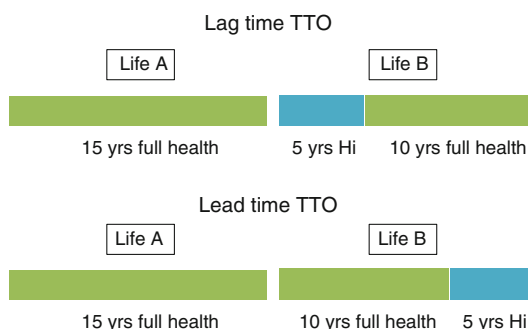 Lag time TTO
Life A Life B
15 yrs full health 5 yrs Hi 10 yrs full health
Lead time TTO
Life A Life B
15 yrs full health 10 yrs full health 5 yrs Hi